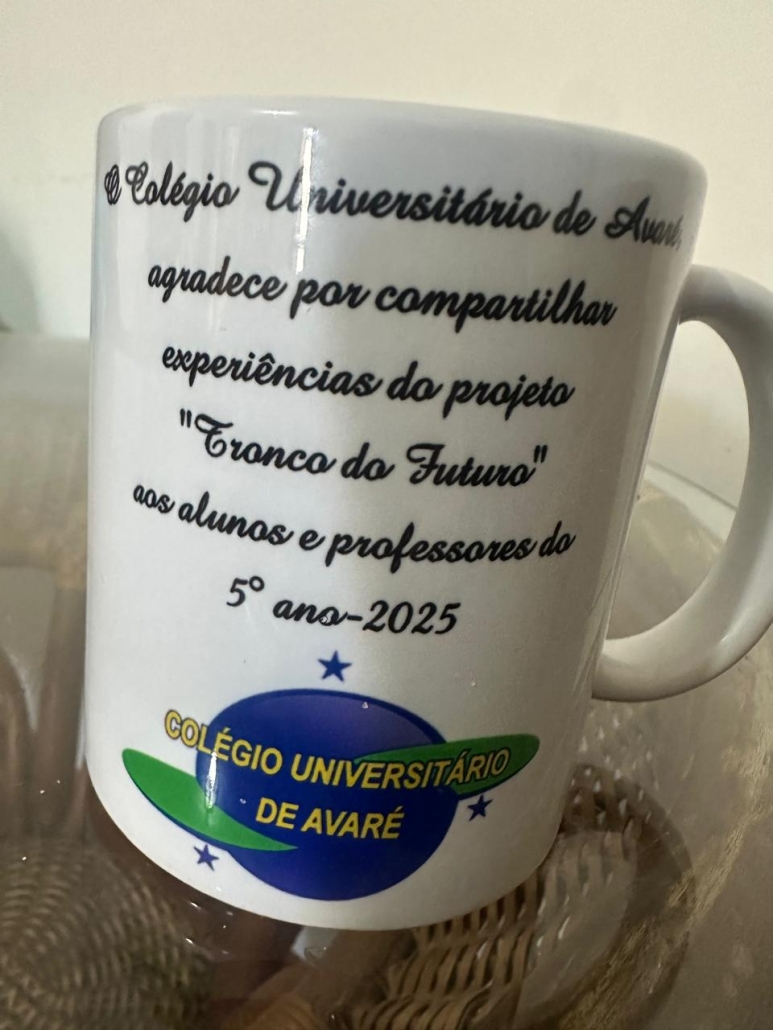 O Colégio Universitário de Avaré,
agradece por compartilhar
experiências do projeto
"Tronco do Futuro"
aos alunos e professores do
5º ano-2025
COLÉGIO UNIVERSITÁRIO
DE AVARÉ